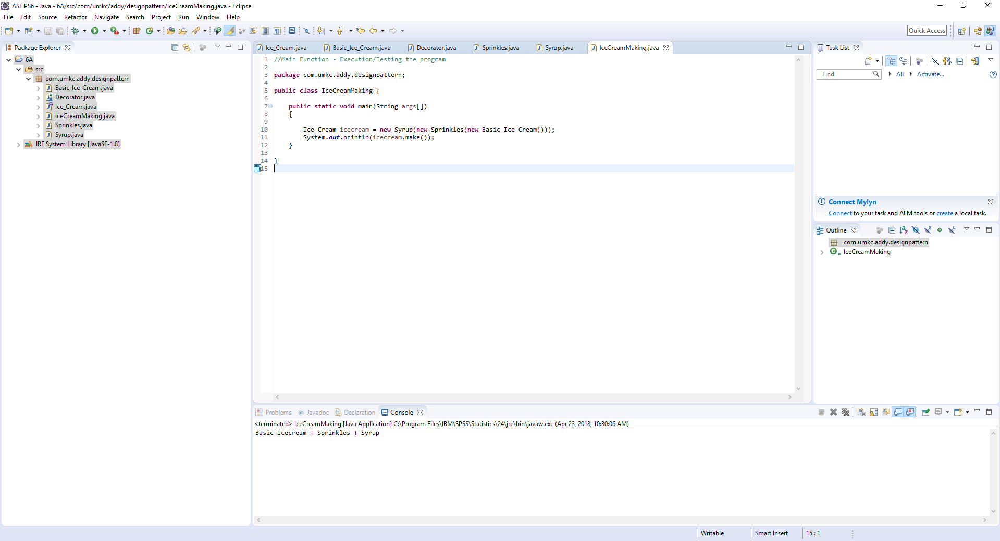 ASE PS6 - Java - 6A/src/com/umkc/addy/designpattern/IceCreamMaking.java - Eclipse
File Edit Source Refactor Navigate Search Project Run Window Help
Quick Access
Package Explorer
6A
src
com.umkc.addy.designpattern
Basic_Ice_Cream.java
Decorator.java
Ice_Cream.java
IceCreamMaking.java
Sprinkles.java
Syrup.java
JRE System Library [JavaSE-1.8]
Ice_Cream.java Basic_Ice_Cream.java Decorator.java Sprinkles.java Syrup.java IceCreamMaking.java
1 //Main Function - Execution/Testing the program
2
3 package com.umkc.addy.designpattern;
4
5 public class IceCreamMaking {
6
7 public static void main(String args[])
8 {
9
10 Ice_Cream icecream = new Syrup(new Sprinkles(new Basic_Ice_Cream()));
11 System.out.println(icecream.make());
12 }
13
14 }
15
Task List
Find All Activate...
Connect Mylyn
Connect to your task and ALM tools or create a local task.
Outline
com.umkc.addy.designpattern
IceCreamMaking
Problems @ Javadoc Declaration Console
<terminated> IceCreamMaking [Java Application] C:\Program Files\IBM\SPSS\Statistics\24\jre\bin\javaw.exe (Apr 23, 2018, 10:30:06 AM)
Basic Icecream + Sprinkles + Syrup
Writable Smart Insert 15 : 1